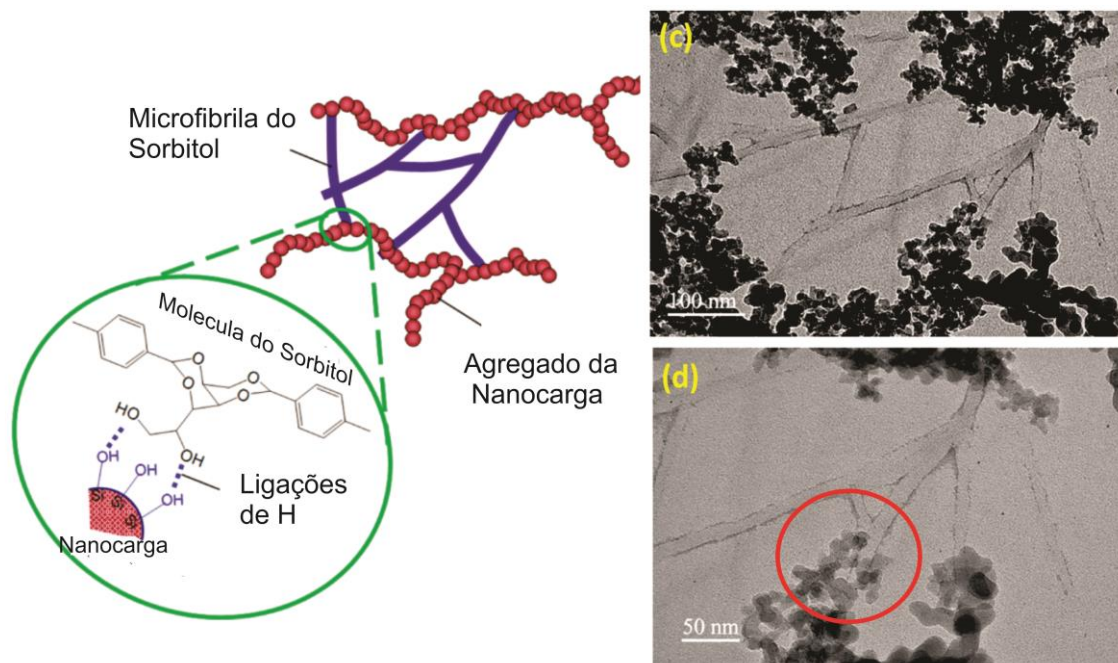 Microfibrila do
Sorbitol
Agregado da
Nanocarga
Molecula do Sorbitol
O
O
O
O
HO
OH
OH
OH
OH
Si
Si
Si
Nanocarga
Ligações
de H
(c)
100 nm
(d)
50 nm